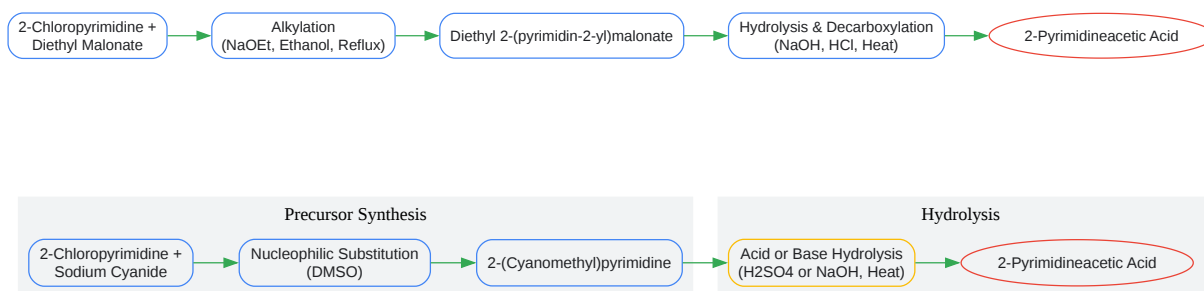 2-Chloropyrimidine +
Diethyl Malonate
Alkylation
(NaOEt, Ethanol, Reflux)
Diethyl 2-(pyrimidin-2-yl)malonate
Hydrolysis & Decarboxylation
(NaOH, HCl, Heat)
2-Pyrimidineacetic Acid
Precursor Synthesis
2-Chloropyrimidine +
Sodium Cyanide
Nucleophilic Substitution
(DMSO)
2-(Cyanomethyl)pyrimidine
Hydrolysis
Acid or Base Hydrolysis
(H2SO4 or NaOH, Heat)
2-Pyrimidineacetic Acid